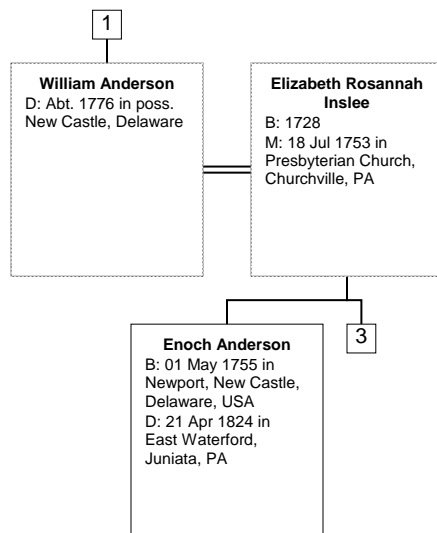 1
William Anderson
D: Abt. 1776 in poss.
New Castle, Delaware
Elizabeth Rosannah
Inslee
B: 1728
M: 18 Jul 1753 in
Presbyterian Church,
Churchville, PA
3
Enoch Anderson
B: 01 May 1755 in
Newport, New Castle,
Delaware, USA
D: 21 Apr 1824 in
East Waterford,
Juniata, PA